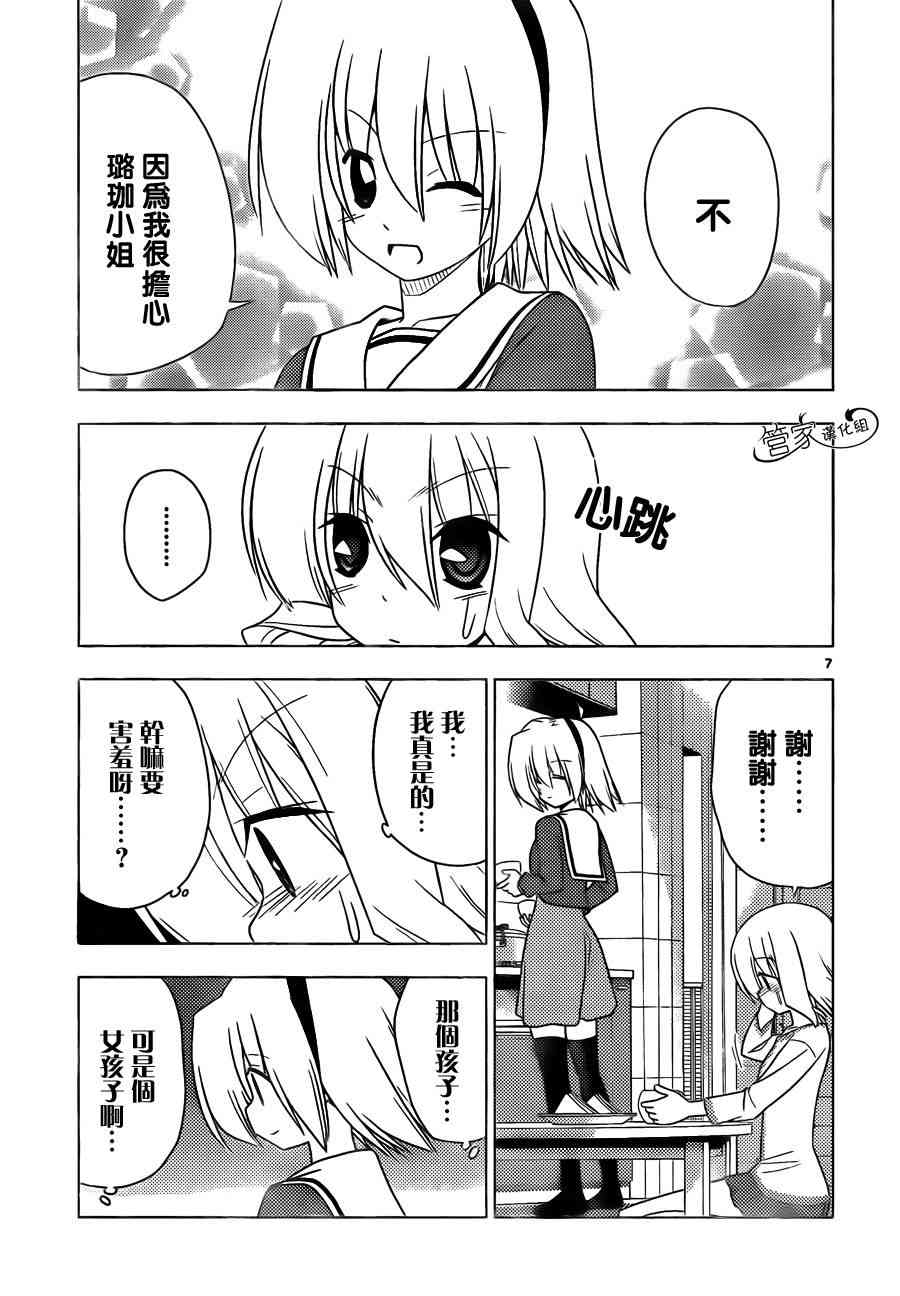 不
因為我很擔心
璐珈小姐
管家漢化組
心跳
………
7
謝……
謝謝……
我…
我真是的…
幹嘛要
害羞呀……?
那個孩子…
可是個
女孩子啊…